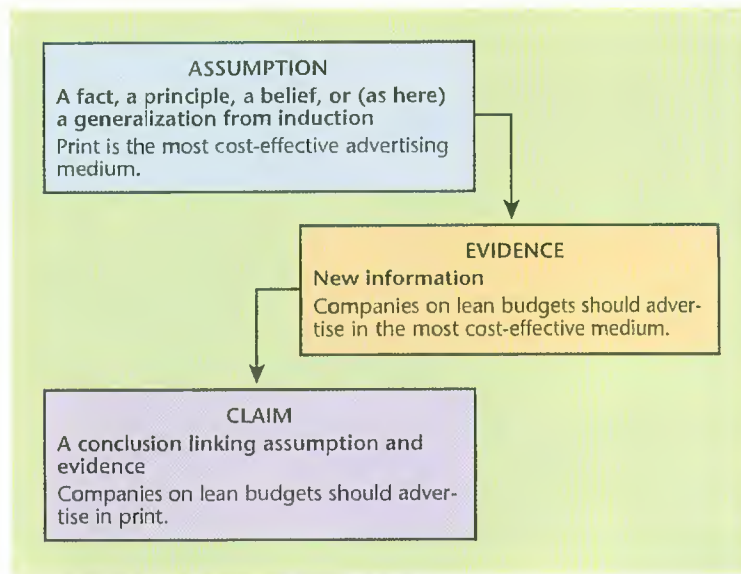 ASSUMPTION
A fact, a principle, a belief, or (as here)
a generalization from induction
Print is the most cost-effective advertising
medium.
EVIDENCE
New information
Companies on lean budgets should adver-
tise in the most cost-effective medium.
CLAIM
A conclusion linking assumption and
evidence
Companies on lean budgets should adver-
tise in print.